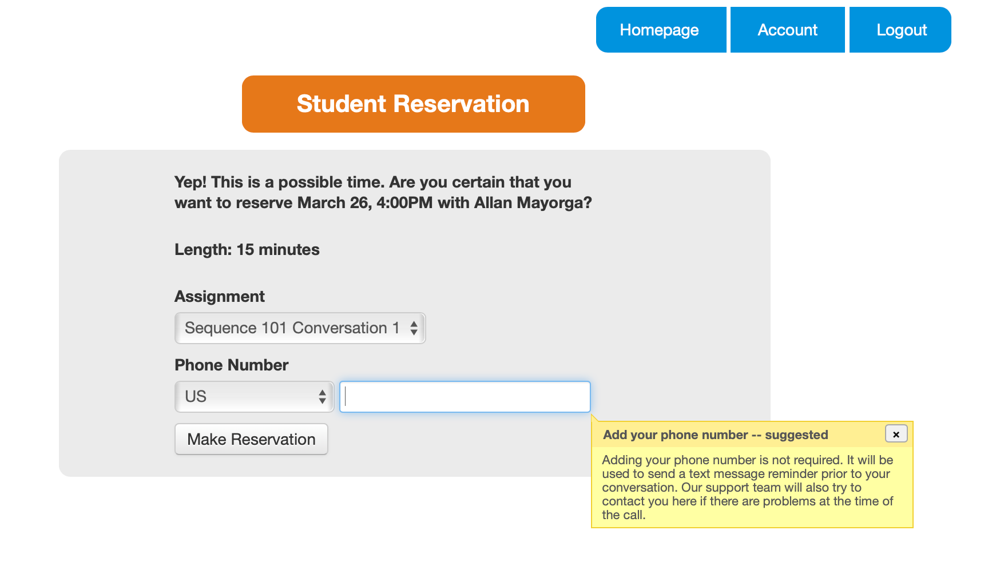 Homepage
Account
Logout
Student Reservation
Yep! This is a possible time. Are you certain that you
want to reserve March 26, 4:00PM with Allan Mayorga?
Length: 15 minutes
Assignment
Sequence 101 Conversation 1
Phone Number
US
Make Reservation
Add your phone number -- suggested
×
Adding your phone number is not required. It will be
used to send a text message reminder prior to your
conversation. Our support team will also try to
contact you here if there are problems at the time of
the call.